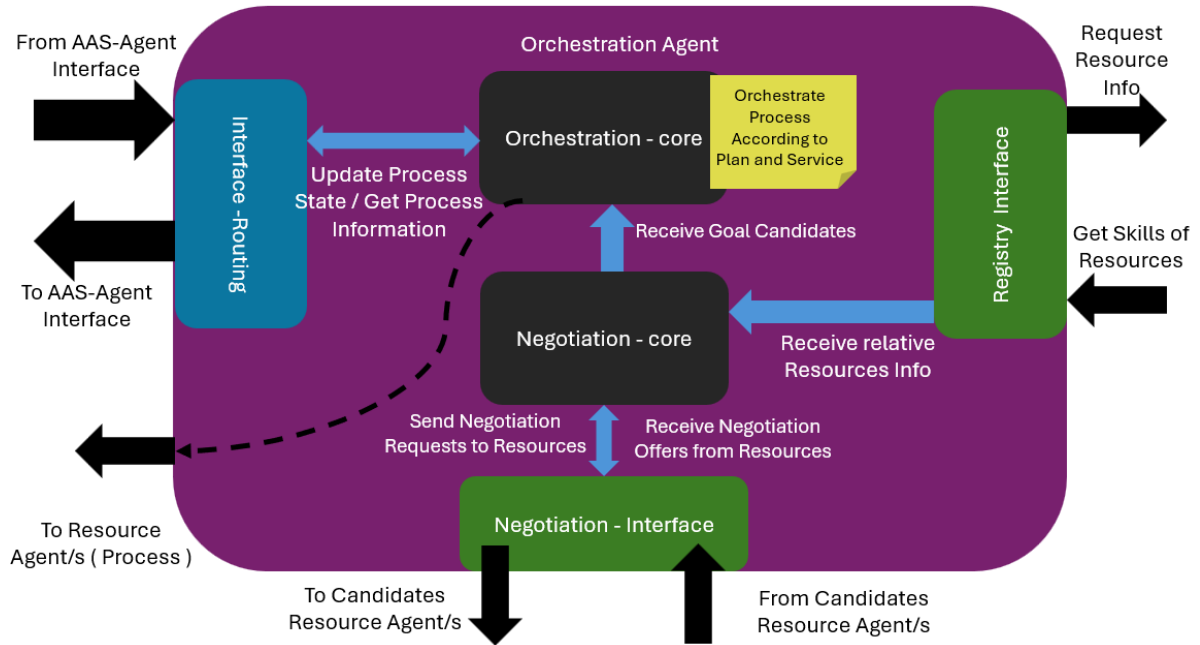 From AAS-Agent
Interface
Orchestration Agent
Request
Resource
Info
Interface -Routing
Orchestration - core
Orchestrate
Process
According to
Plan and Service
Registry Interface
Update Process
State / Get Process
Information
Receive Goal Candidates
Get Skills of
Resources
To AAS-Agent
Interface
Negotiation - core
Receive relative
Resources Info
Send Negotiation
Requests to Resources
Receive Negotiation
Offers from Resources
To Resource
Agent/s ( Process )
Negotiation - Interface
To Candidates
Resource Agent/s
From Candidates
Resource Agent/s